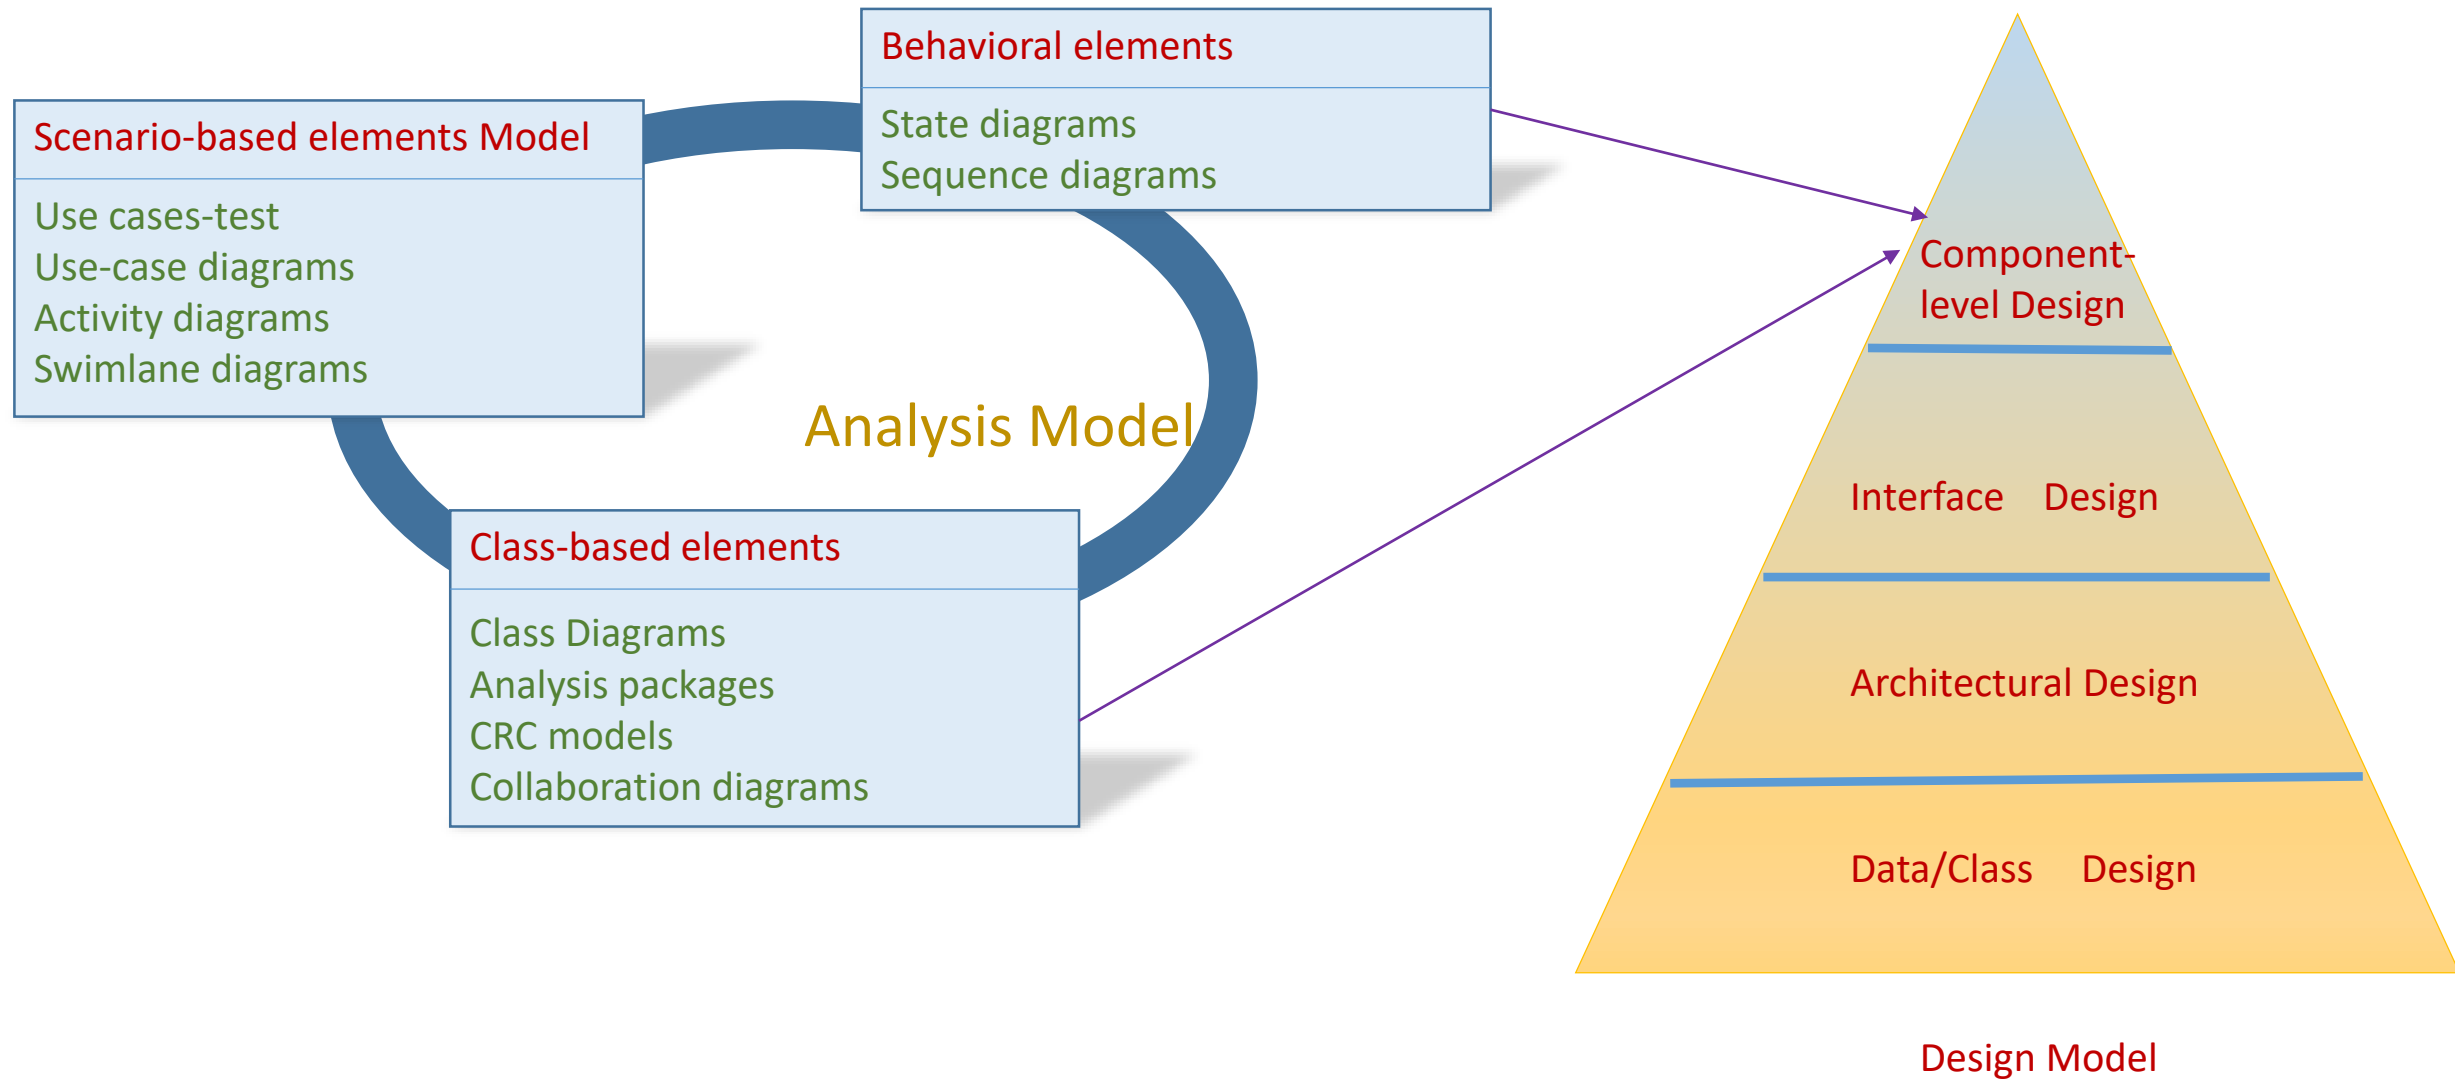 Scenario-based elements Model
Use cases-test
Use-case diagrams
Activity diagrams
Swimlane diagrams
Behavioral elements
State diagrams
Sequence diagrams
Analysis Model
Class-based elements
Class Diagrams
Analysis packages
CRC models
Collaboration diagrams
Component-
level Design
Interface Design
Architectural Design
Data/Class Design
Design Model